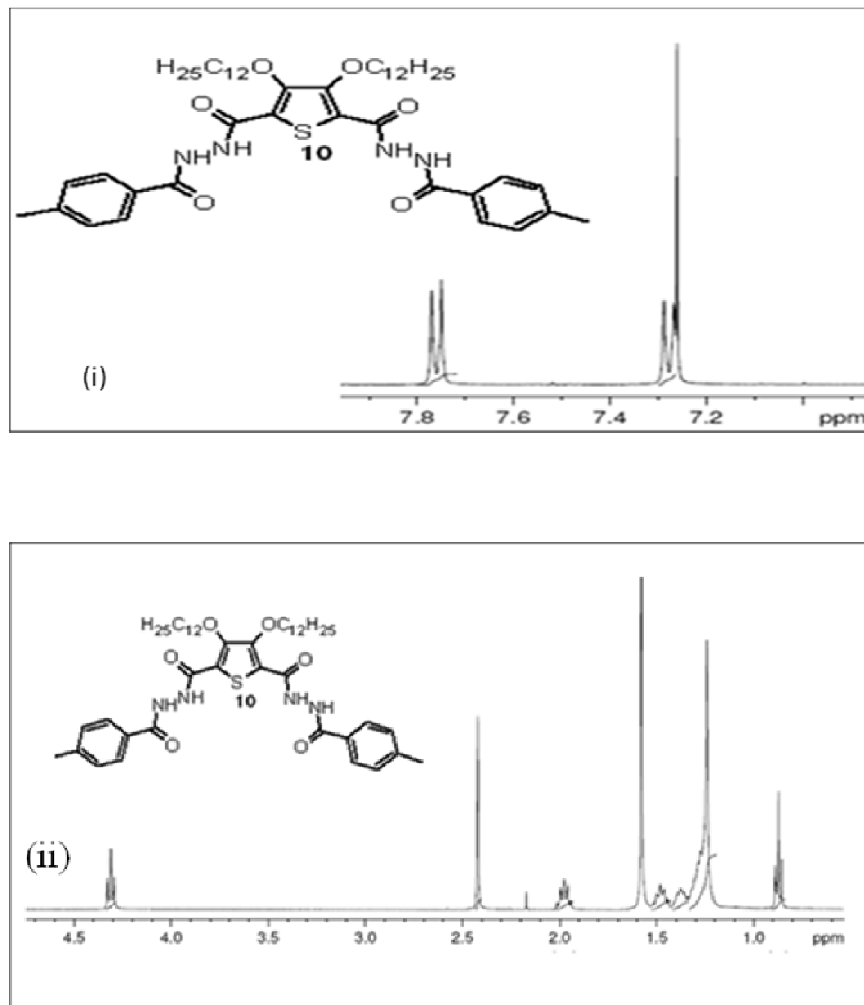 H25C12O OC12H25
O O
S
NH NH 10 NH NH
O O
(i)
7.8 7.6 7.4 7.2 ppm
H25C12O OC12H25
O O
S
NH NH 10 NH NH
O O
(ii)
4.5 4.0 3.5 3.0 2.5 2.0 1.5 1.0 ppm